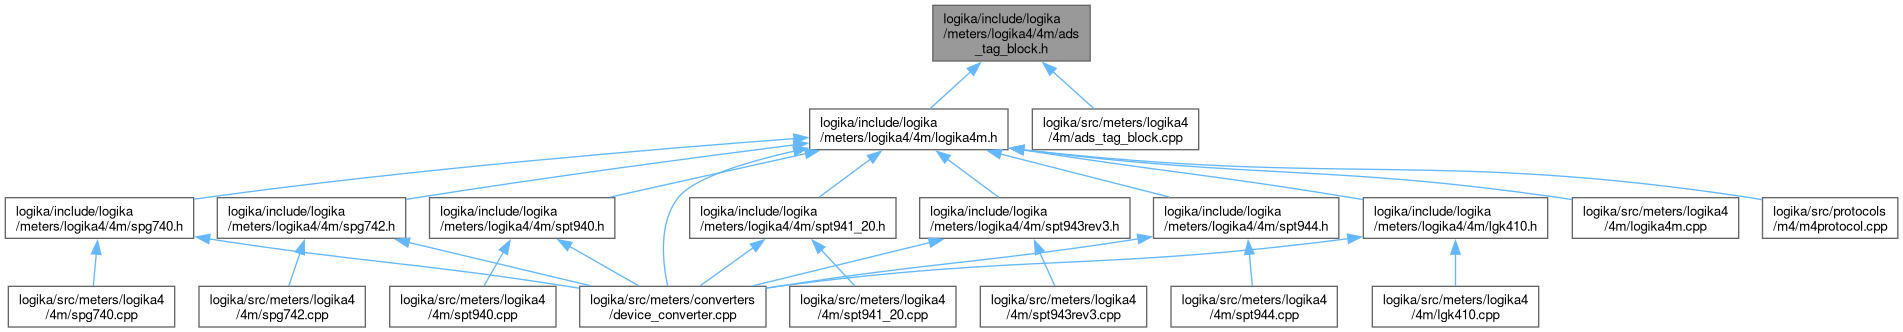 logika/include/logika
/meters/logika4/4m/ads
_tag_block.h
logika/include/logika
/meters/logika4/4m/logika4m.h
logika/src/meters/logika4
/4m/ads_tag_block.cpp
logika/include/logika
/meters/logika4/4m/spg740.h
logika/include/logika
/meters/logika4/4m/spg742.h
logika/include/logika
/meters/logika4/4m/spt940.h
logika/include/logika
/meters/logika4/4m/spt941_20.h
logika/include/logika
/meters/logika4/4m/spt943rev3.h
logika/include/logika
/meters/logika4/4m/spt944.h
logika/include/logika
/meters/logika4/4m/lgk410.h
logika/src/meters/logika4
/4m/logika4m.cpp
logika/src/protocols
/m4/m4protocol.cpp
logika/src/meters/logika4
/4m/spg740.cpp
logika/src/meters/logika4
/4m/spg742.cpp
logika/src/meters/logika4
/4m/spt940.cpp
logika/src/meters/converters
/device_converter.cpp
logika/src/meters/logika4
/4m/spt941_20.cpp
logika/src/meters/logika4
/4m/spt943rev3.cpp
logika/src/meters/logika4
/4m/spt944.cpp
logika/src/meters/logika4
/4m/lgk410.cpp